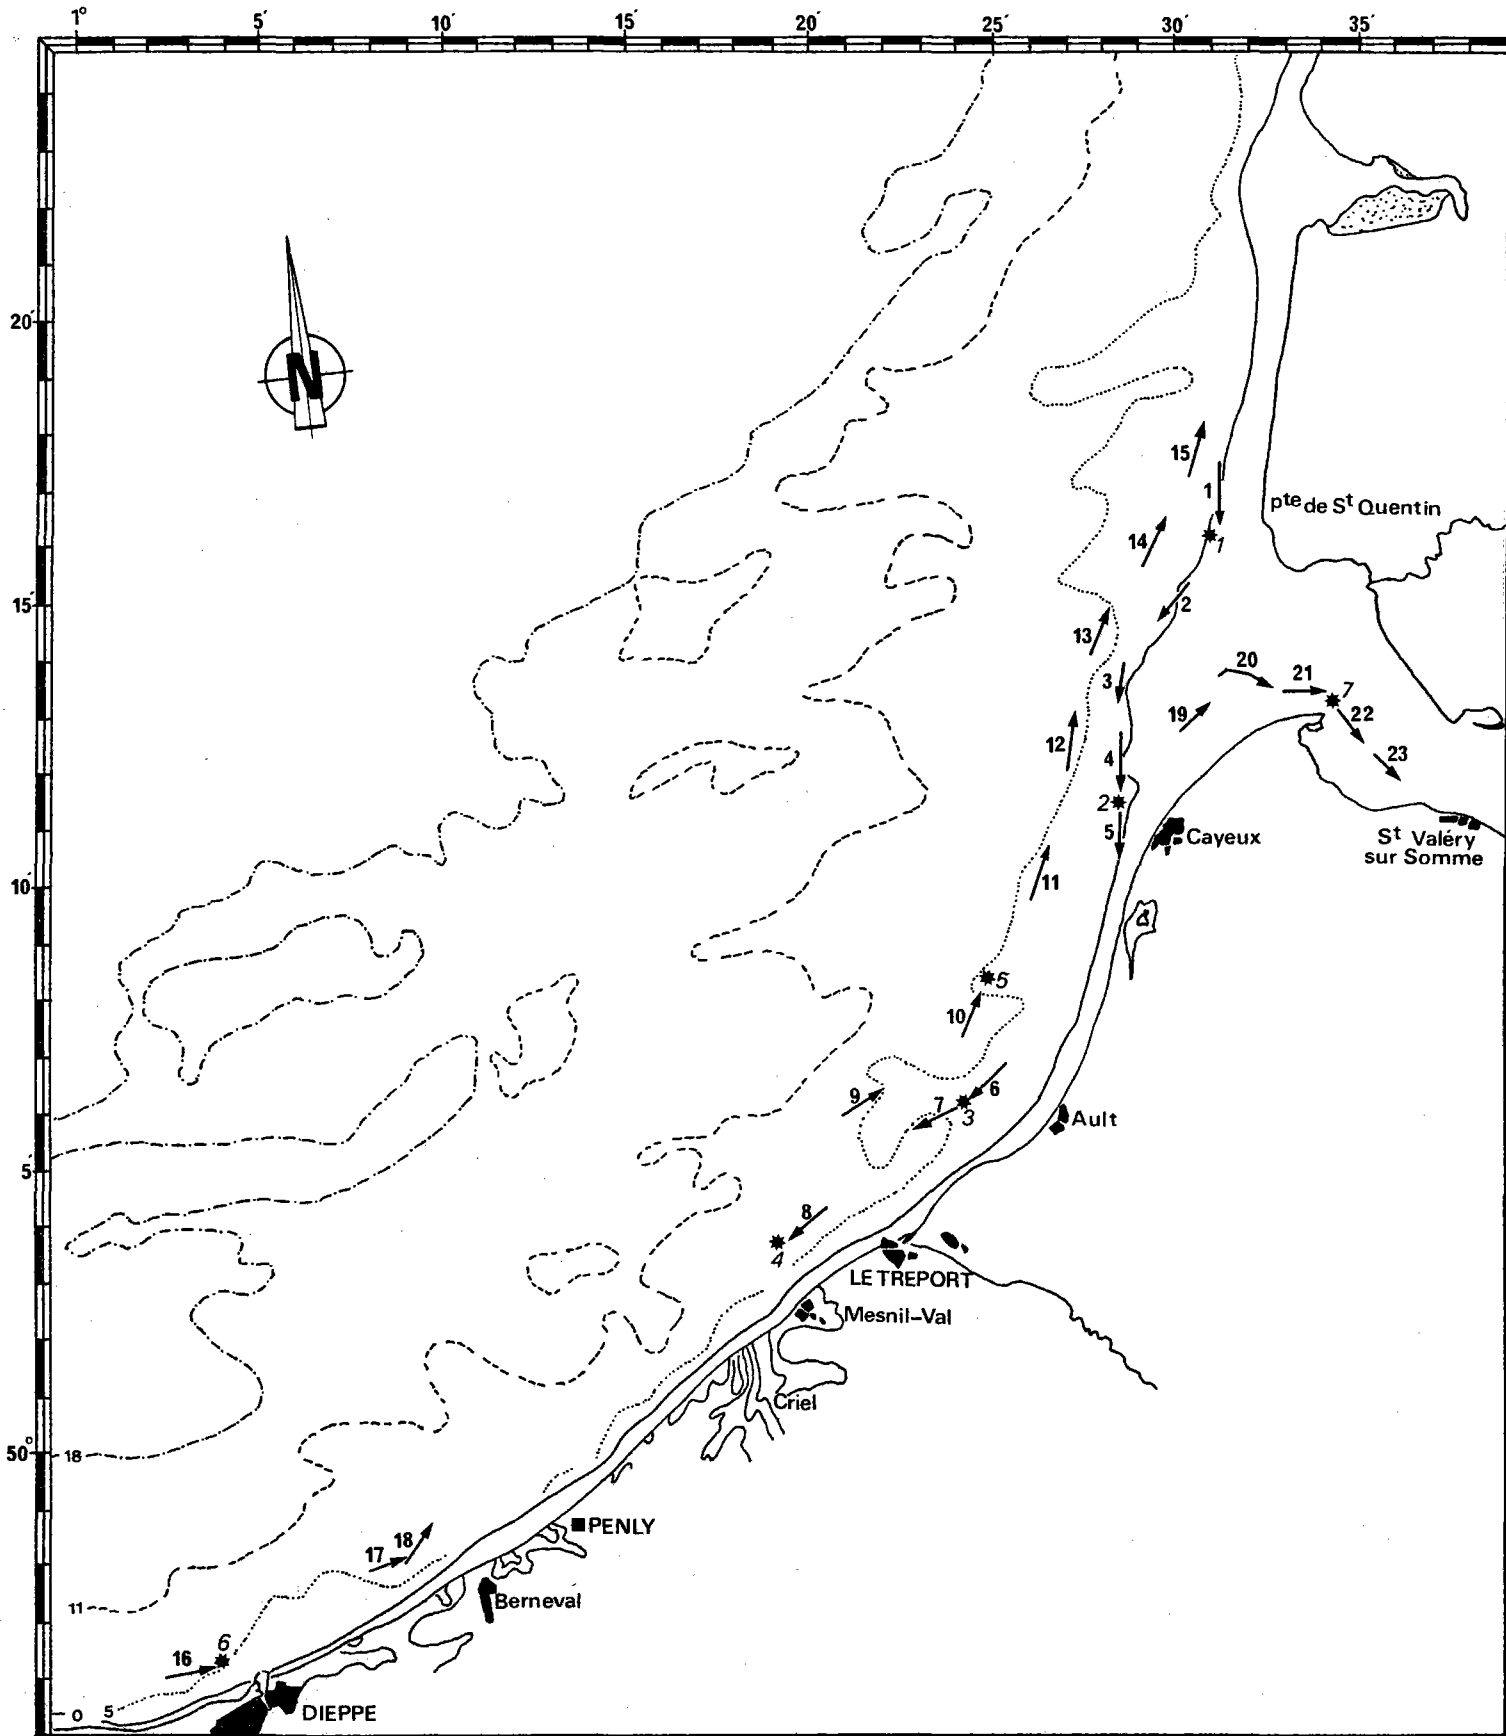 1° 5′ 10′ 15′ 20′ 25′ 30′ 35′
20′
N
15
1
pte de St Quentin
14
1
15′
2
13
3
20
21
7
19
22
12
4
23
2
5
Cayeux
St Valéry
sur Somme
10′
11
5
10
9
6
7
3
Ault
5′
8
4
LE TREPORT
Mesnil-Val
Criel
50°
18
PENLY
18
17
Berneval
11
6
16
0 5
DIEPPE